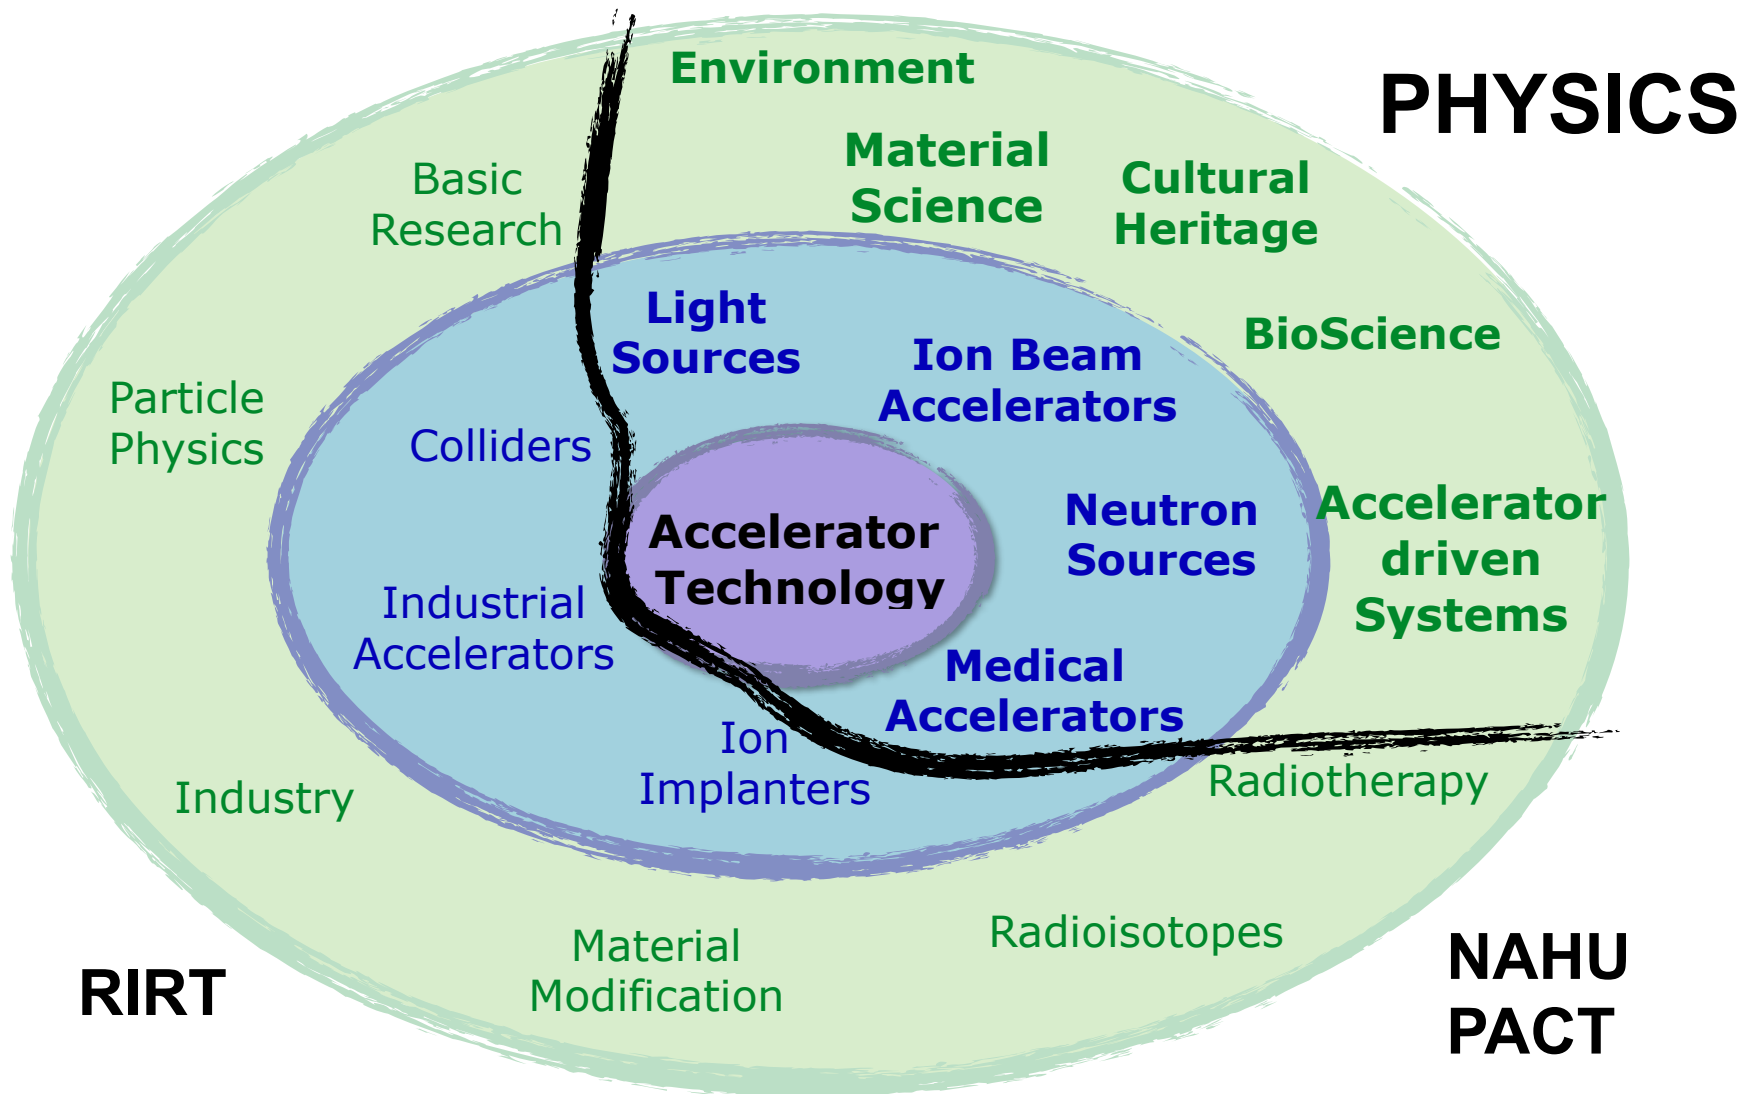 Environment
PHYSICS
Material
Science
Cultural
Heritage
Basic
Research
Light
Sources
BioScience
Ion Beam
Accelerators
Particle
Physics
Colliders
Accelerator
Technology
Neutron
Sources
Accelerator
driven
Systems
Industrial
Accelerators
Medical
Accelerators
Ion
Implanters
Radiotherapy
Industry
Material
Modification
Radioisotopes
RIRT
NAHU
PACT